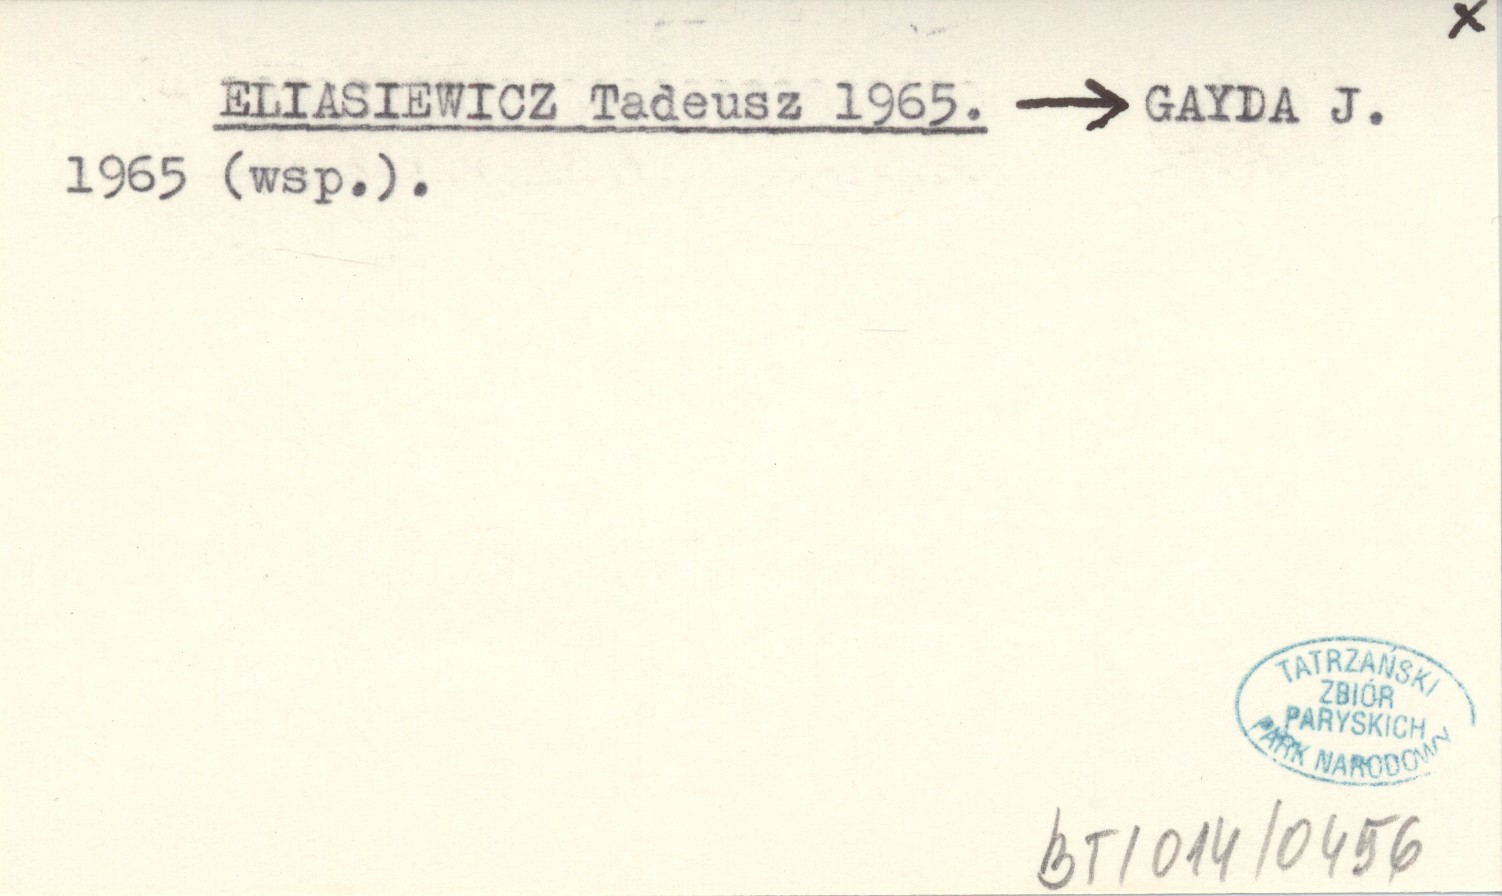 x
ELIASIEWICZ Tadeusz 1965. → GAYDA J.
1965 (wsp.).
TATRZAŃSKI
ZBIÓR
PARYSKICH
PARK NARODOWY
BT/014/0456